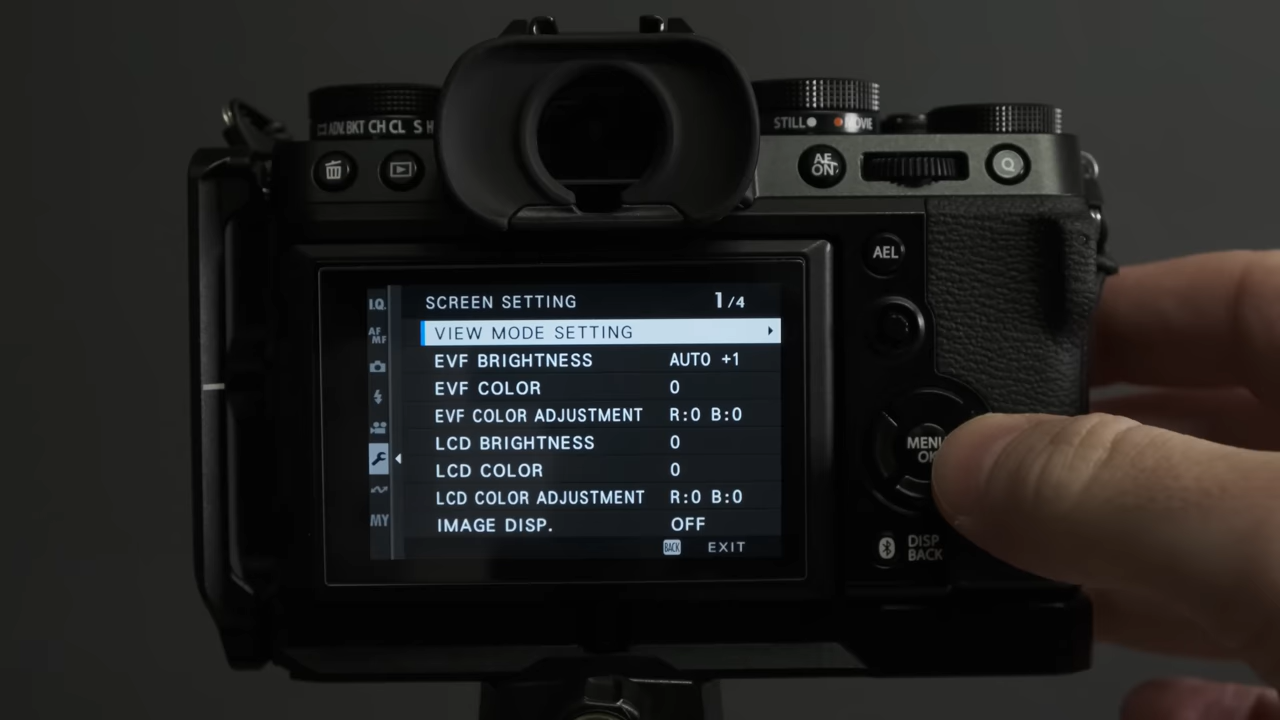 ADV. BKT CH CL S H
STILL MOVIE
AF ON
Q
AEL
I.Q.
AF
MF
MY
SCREEN SETTING 1/4
VIEW MODE SETTING
EVF BRIGHTNESS AUTO +1
EVF COLOR 0
EVF COLOR ADJUSTMENT R:0 B:0
LCD BRIGHTNESS 0
LCD COLOR 0
LCD COLOR ADJUSTMENT R:0 B:0
IMAGE DISP. OFF
BACK EXIT
MENU
OK
DISP
BACK